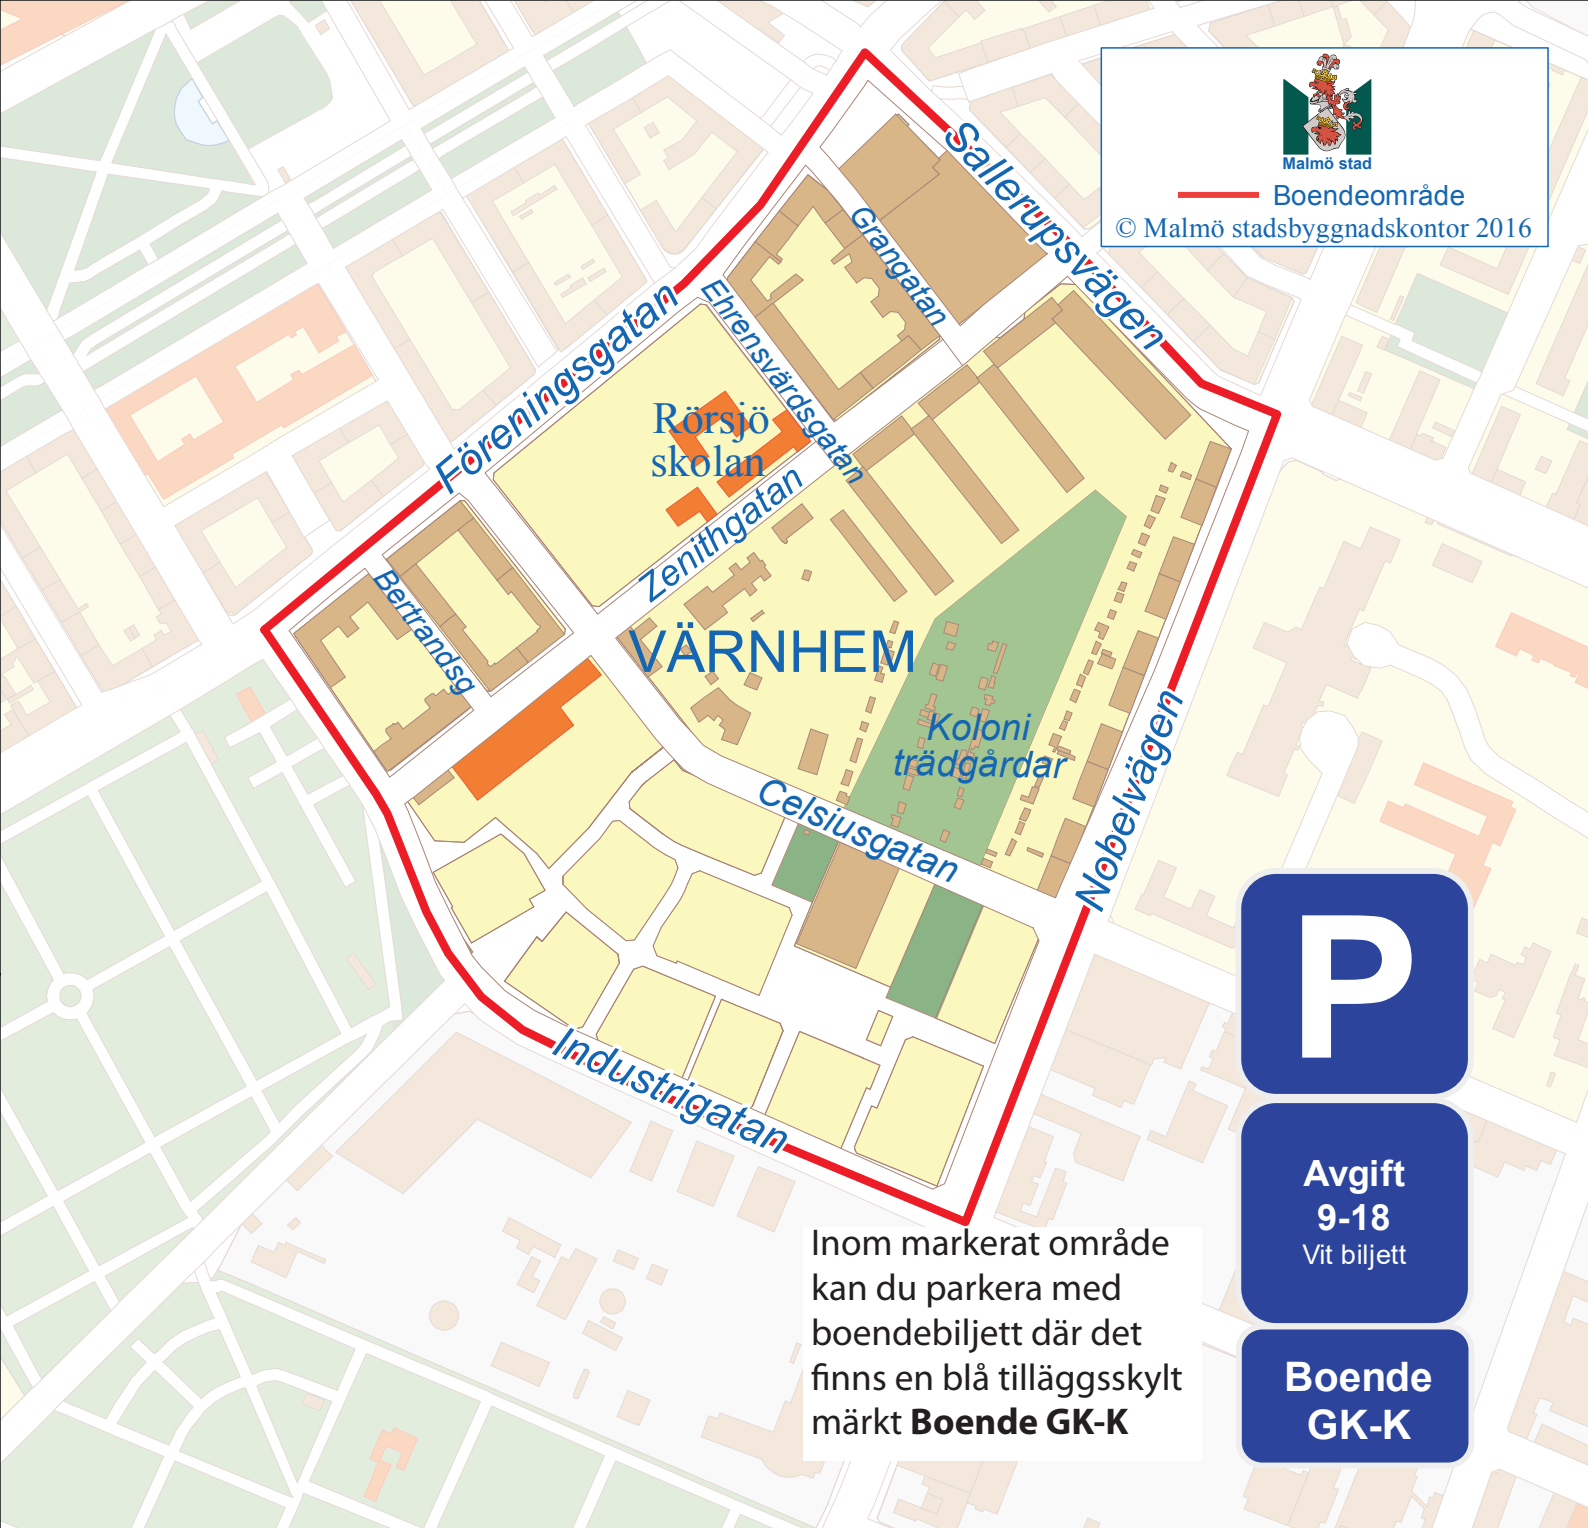 Malmö stad
Boendeområde
© Malmö stadsbyggnadskontor 2016
Sallerupsvägen
Grangatan
Föreningsgatan
Ehrensvärdsgatan
Rörsjö
skolan
Zenithgatan
Bertrandsg
VÄRNHEM
Koloni
trädgårdar
Nobelvägen
Celsiusgatan
Industrigatan
P
Avgift
9-18
Vit biljett
Boende
GK-K
Inom markerat område
kan du parkera med
boendebiljett där det
finns en blå tilläggsskylt
märkt Boende GK-K